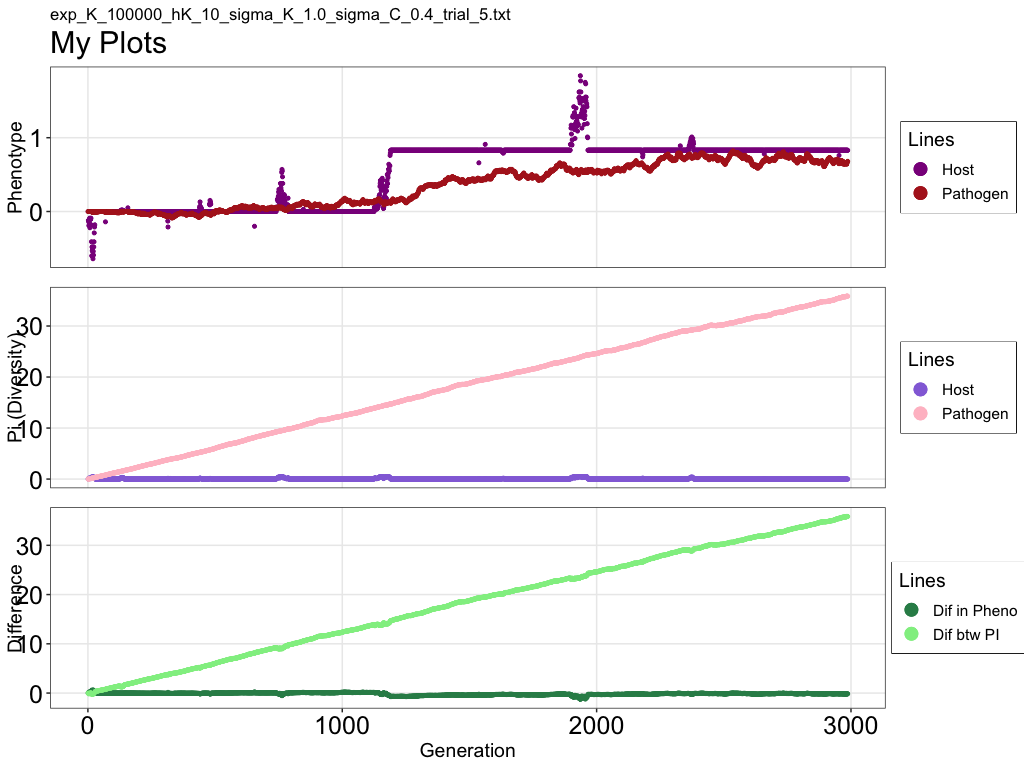 exp_K_100000_hK_10_sigma_K_1.0_sigma_C_0.4_trial_5.txt
My Plots
Phenotype
1
0
Lines
Host
Pathogen
Pi (Diversity)
30
20
10
0
Lines
Host
Pathogen
Difference
30
20
10
0
Lines
Dif in Pheno
Dif btw PI
0
1000
2000
3000
Generation